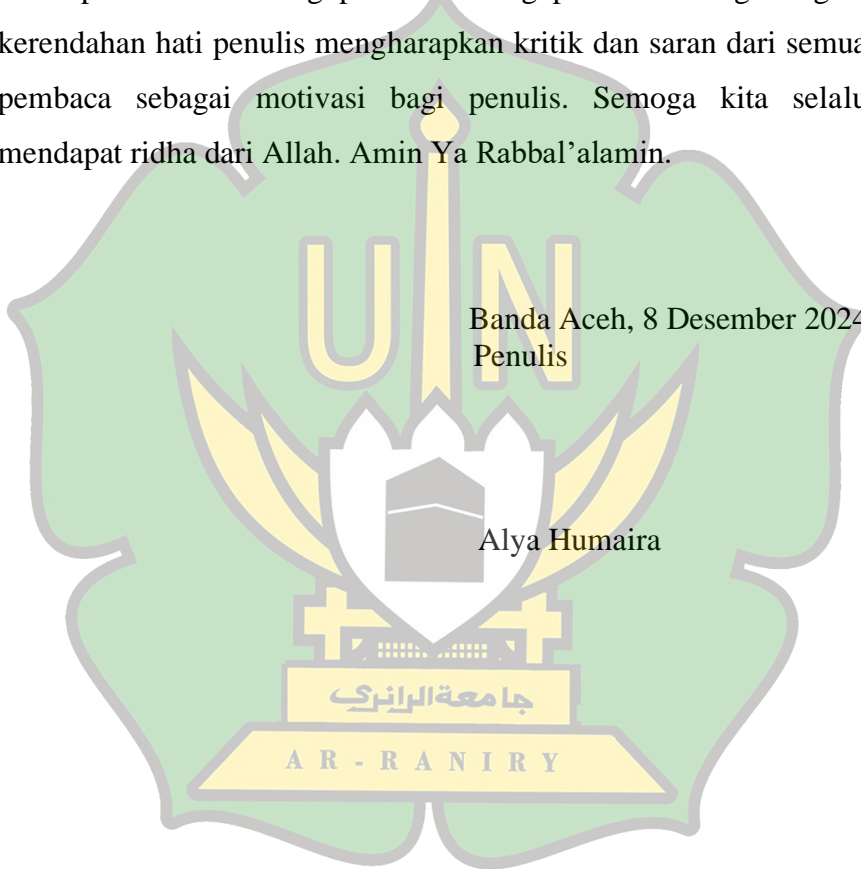 kerendahan hati penulis mengharapkan kritik dan saran dari semua
pembaca sebagai motivasi bagi penulis. Semoga kita selalu
mendapat ridha dari Allah. Amin Ya Rabbal’alamin.
UIN
Banda Aceh, 8 Desember 2024
Penulis
Alya Humaira
جامعة الرانري
AR-RANIRY